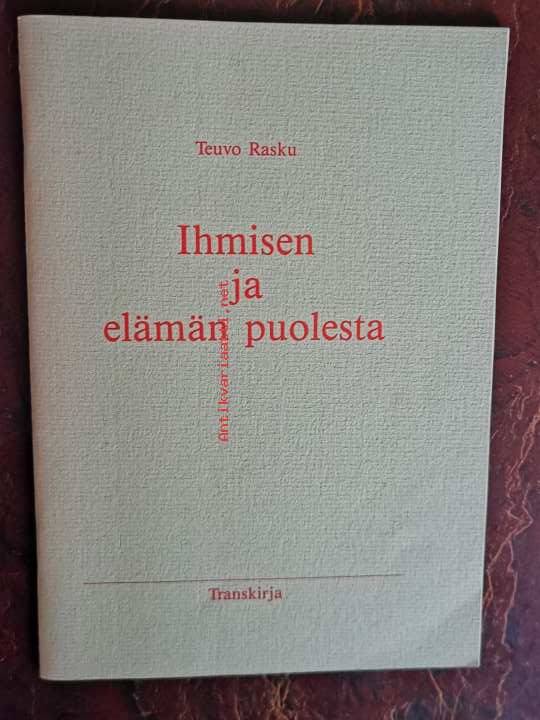 Teuvo Rasku
Ihmisen
ja
elämän puolesta
Antikvariaatti.net
Transkirja